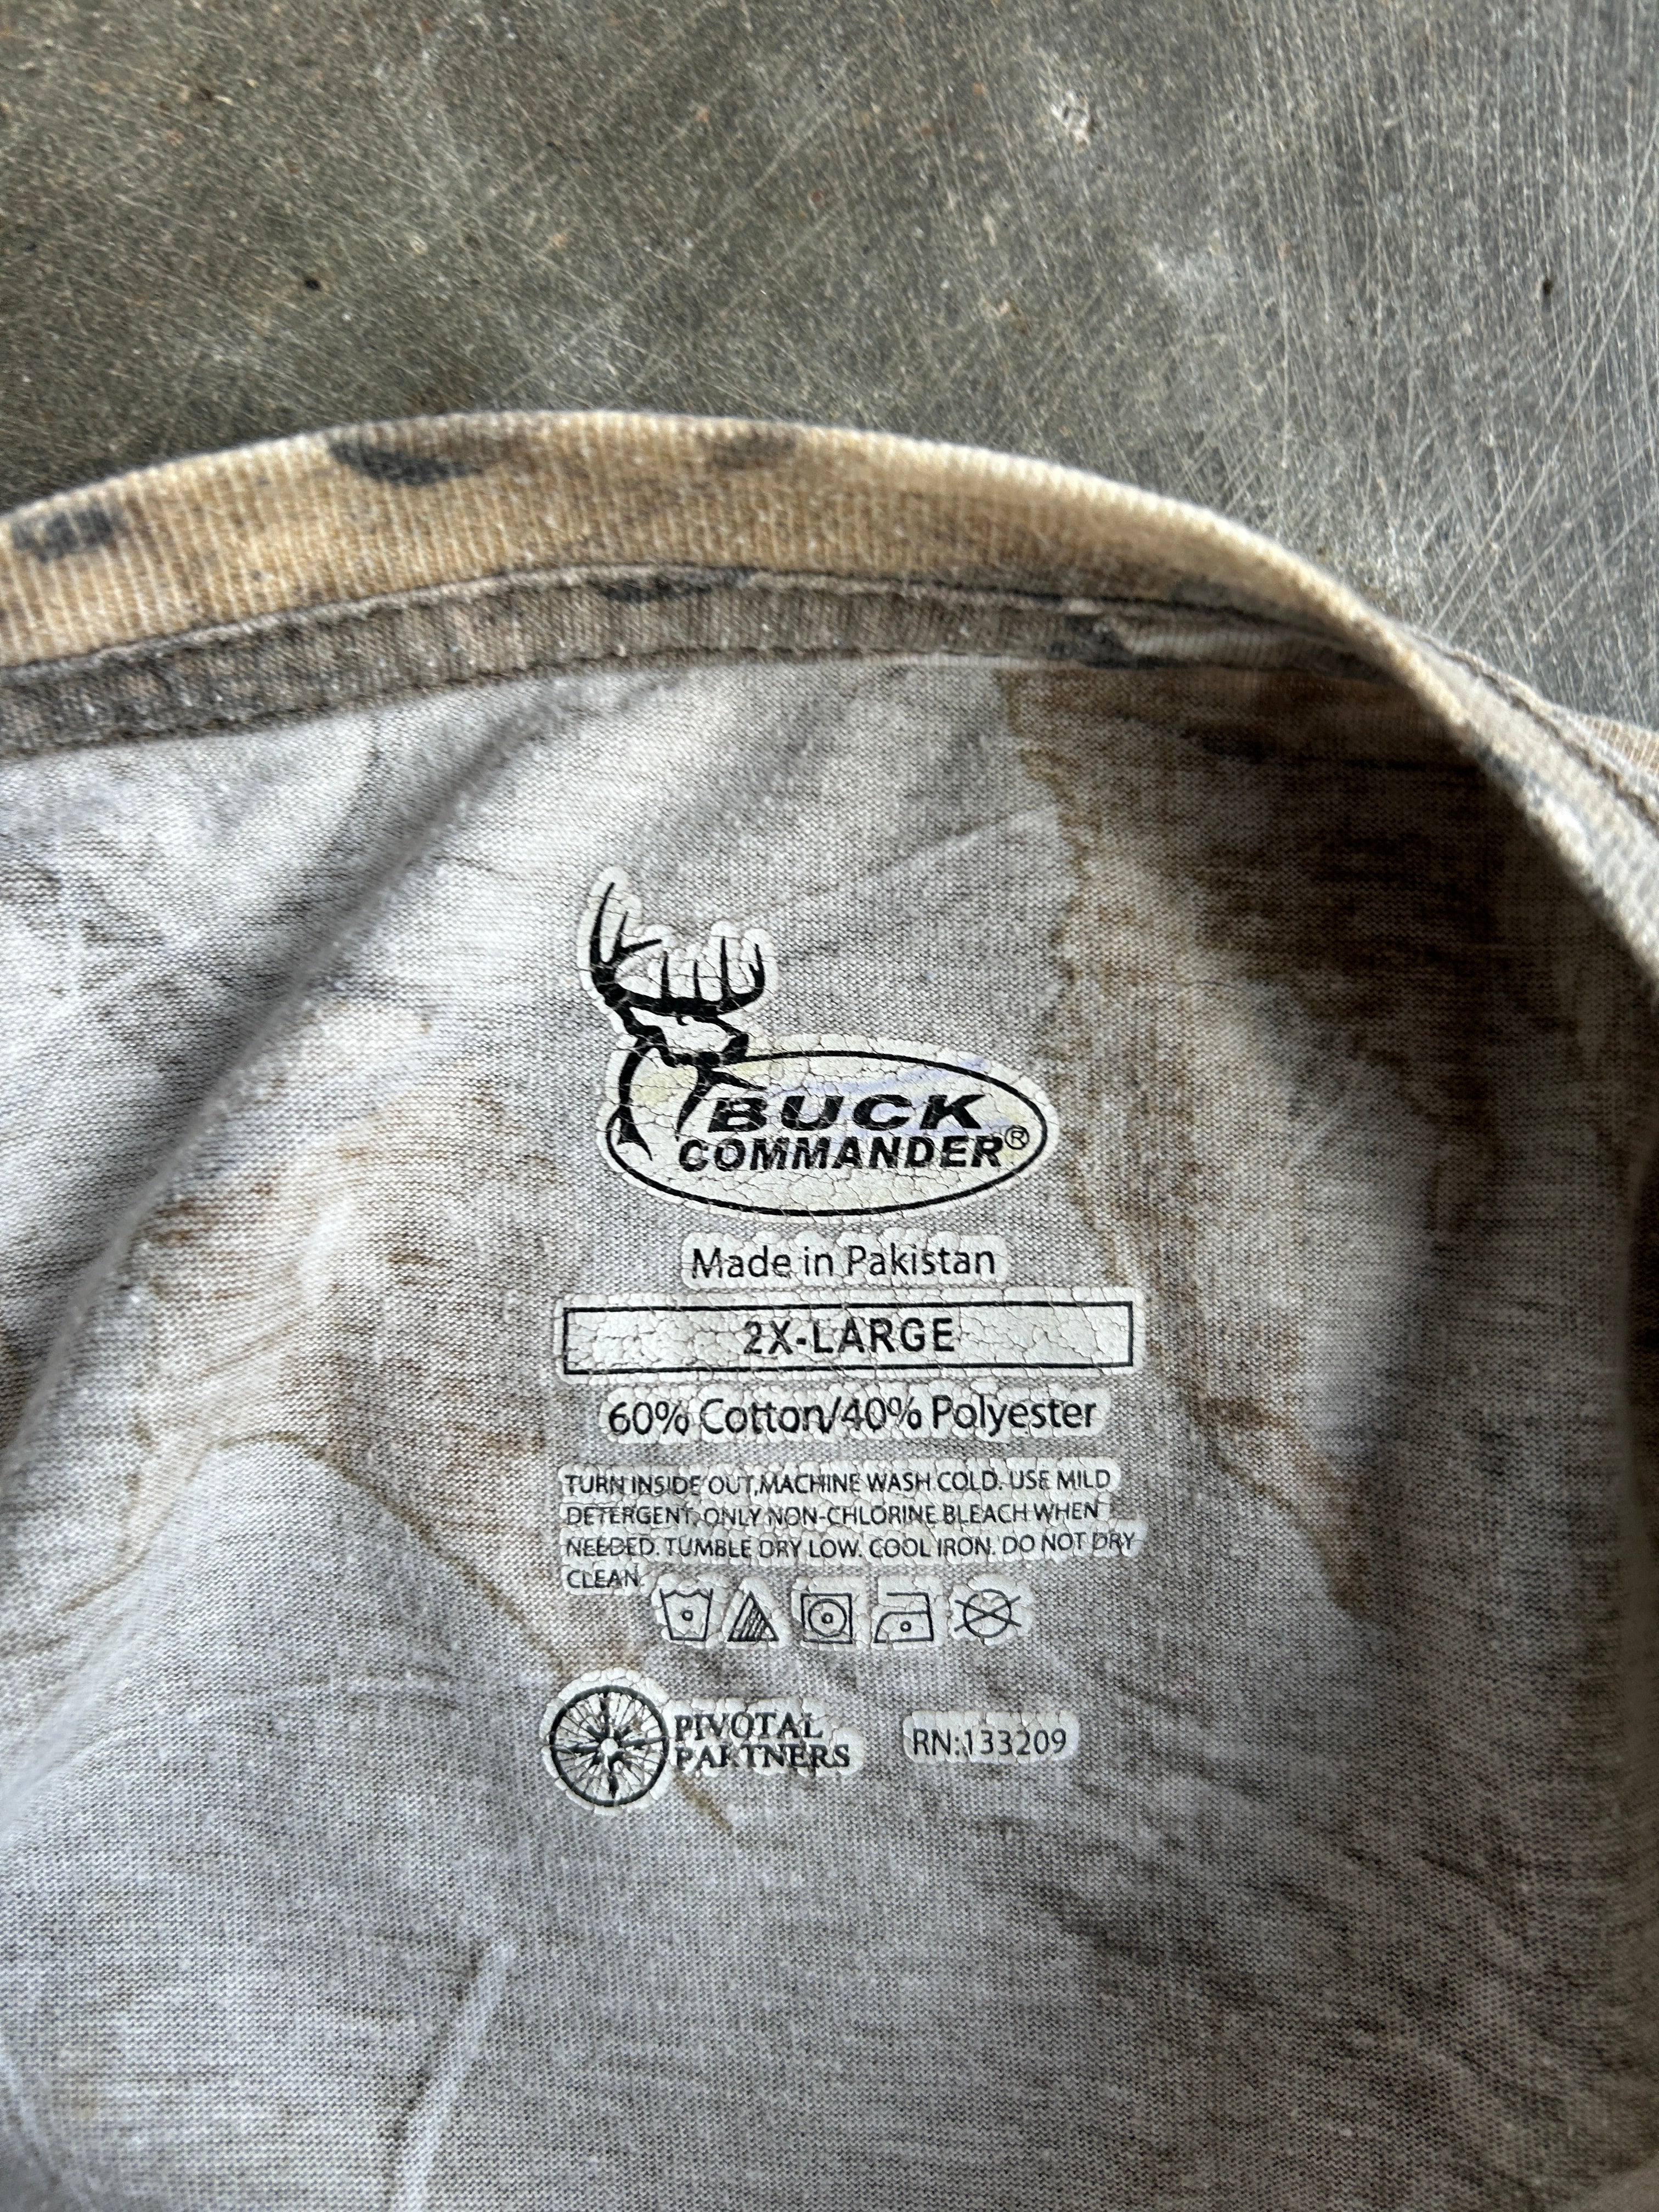 BUCK
COMMANDER®
Made in Pakistan
2X-LARGE
60% Cotton/40% Polyester
TURN INSIDE OUT,MACHINE WASH COLD. USE MILD
DETERGENT, ONLY NON-CHLORINE BLEACH WHEN
NEEDED. TUMBLE DRY LOW. COOL IRON. DO NOT DRY
CLEAN.
PIVOTAL
PARTNERS
RN:133209